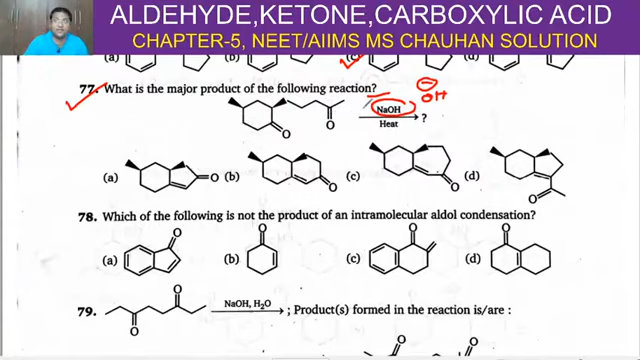 ALDEHYDE,KETONE,CARBOXYLIC ACID
CHAPTER-5, NEET/AIIMS MS CHAUHAN SOLUTION
(a) (b) (c) (d)
77. What is the major product of the following reaction?
OH
NaOH
Heat
?
O
O
(a) O (b) O (c) O (d) O
78. Which of the following is not the product of an intramolecular aldol condensation?
O O O O
(a) (b) (c) (d)
79. O O NaOH, H2O ; Product(s) formed in the reaction is/are :
O O